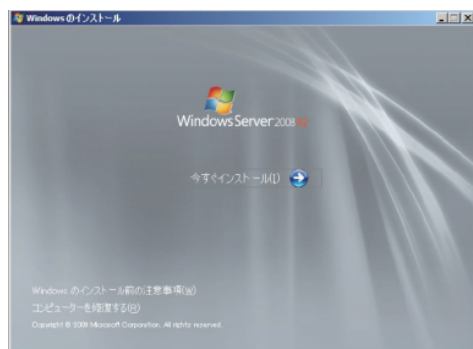 Windows のインストール
Windows Server 2008 R2
今すぐインストール(I)
Windows のインストール前の注意事項(W)
コンピューターを修復する(R)
Copyright © 2009 Microsoft Corporation. All rights reserved.